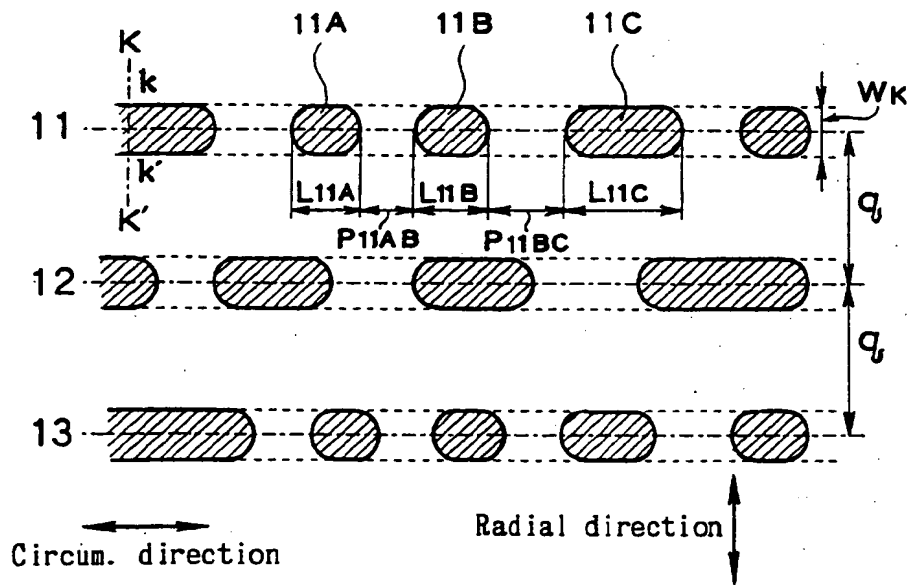 11A 11B 11C
K
k
WK
11
k'
K'
L11A L11B L11C
P11AB P11BC
q
12
q
13
Radial direction
Circum. direction